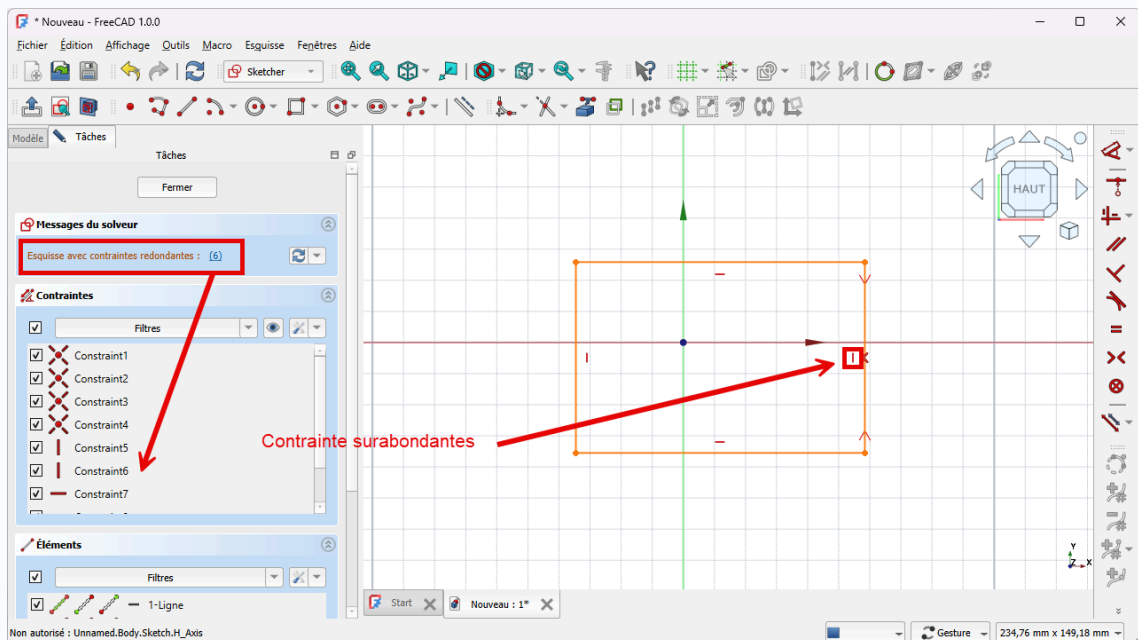 * Nouveau - FreeCAD 1.0.0
Fichier Édition Affichage Outils Macro Esquisse Fenêtres Aide
Sketcher
Modèle Tâches
Tâches
Fermer
Messages du solveur
Esquisse avec contraintes redondantes : (6)
Contraintes
Filtres
Constraint1
Constraint2
Constraint3
Constraint4
Constraint5
Constraint6
Constraint7
Contrainte surabondantes
HAUT
Éléments
Filtres
1-Ligne
Y
Z X
Start Nouveau : 1*
Non autorisé : Unnamed.Body.Sketch.H_Axis
Gesture 234,76 mm x 149,18 mm